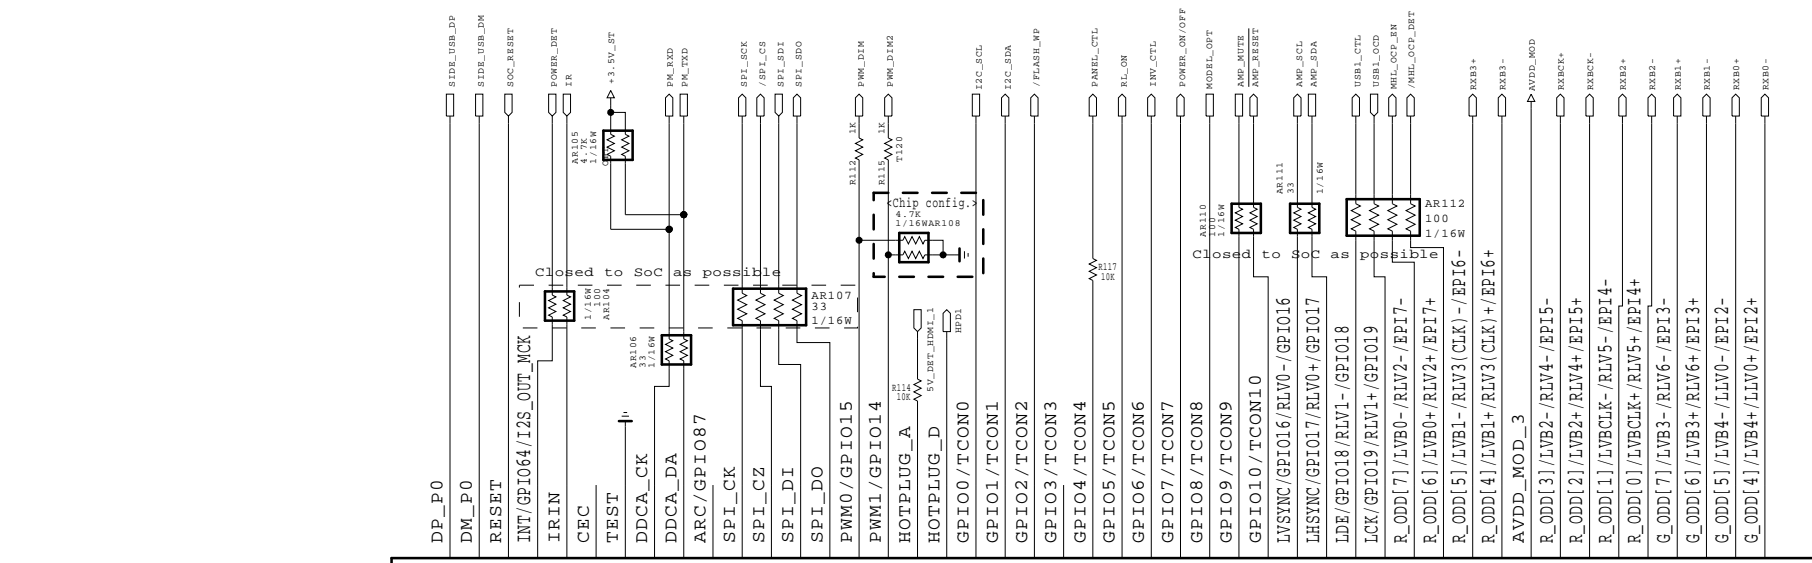 SIDE_USB_DP
SIDE_USB_DM
SOC_RESET
POWER_DET
IR
+3.5V_ST
PM_RXD
PM_TXD
SPI_SCK
/SPI_CS
SPI_SDI
SPI_SDO
PWM_DIM
PWM_DIM2
I2C_SCL
I2C_SDA
/FLASH_WP
PANEL_CTL
RL_ON
INV_CTL
POWER_ON/OFF
MODEL_OPT
AMP_MUTE
AMP_RESET
AMP_SCL
AMP_SDA
USB1_CTL
USB1_OCD
MHL_OCP_EN
/MHL_OCP_DET
RXB3+
RXB3-
AVDD_MOD
RXBCK+
RXBCK-
RXB2+
RXB2-
RXB1+
RXB1-
RXB0+
RXB0-
AR105
4.7K
1/16W
R112
1K
R115
1K
T120
<Chip config.>
4.7K
1/16WAR108
AR110
100
1/16W
AR111
33
1/16W
AR112
100
1/16W
Closed to SoC as possible
Closed to SoC as possible
R117
10K
1/16W
100
AR104
AR107
33
1/16W
AR106
33
1/16W
5V_DET_HDMI_1
HPD1
R114
10K
DP_P0
DM_P0
RESET
INT/GPIO64/I2S_OUT_MCK
IRIN
CEC
TEST
DDCA_CK
DDCA_DA
ARC/GPIO87
SPI_CK
SPI_CZ
SPI_DI
SPI_DO
PWM0/GPIO15
PWM1/GPIO14
HOTPLUG_A
HOTPLUG_D
GPIO0/TCON0
GPIO1/TCON1
GPIO2/TCON2
GPIO3/TCON3
GPIO4/TCON4
GPIO5/TCON5
GPIO6/TCON6
GPIO7/TCON7
GPIO8/TCON8
GPIO9/TCON9
GPIO10/TCON10
LVSYNC/GPIO16/RLV0-/GPIO16
LHSYNC/GPIO17/RLV0+/GPIO17
LDE/GPIO18/RLV1-/GPIO18
LCK/GPIO19/RLV1+/GPIO19
R_ODD[7]/LVB0-/RLV2-/EPI7-
R_ODD[6]/LVB0+/RLV2+/EPI7+
R_ODD[5]/LVB1-/RLV3(CLK)-/EPI6-
R_ODD[4]/LVB1+/RLV3(CLK)+/EPI6+
AVDD_MOD_3
R_ODD[3]/LVB2-/RLV4-/EPI5-
R_ODD[2]/LVB2+/RLV4+/EPI5+
R_ODD[1]/LVBCLK-/RLV5-/EPI4-
R_ODD[0]/LVBCLK+/RLV5+/EPI4+
G_ODD[7]/LVB3-/RLV6-/EPI3-
G_ODD[6]/LVB3+/RLV6+/EPI3+
G_ODD[5]/LVB4-/LLV0-/EPI2-
G_ODD[4]/LVB4+/LLV0+/EPI2+